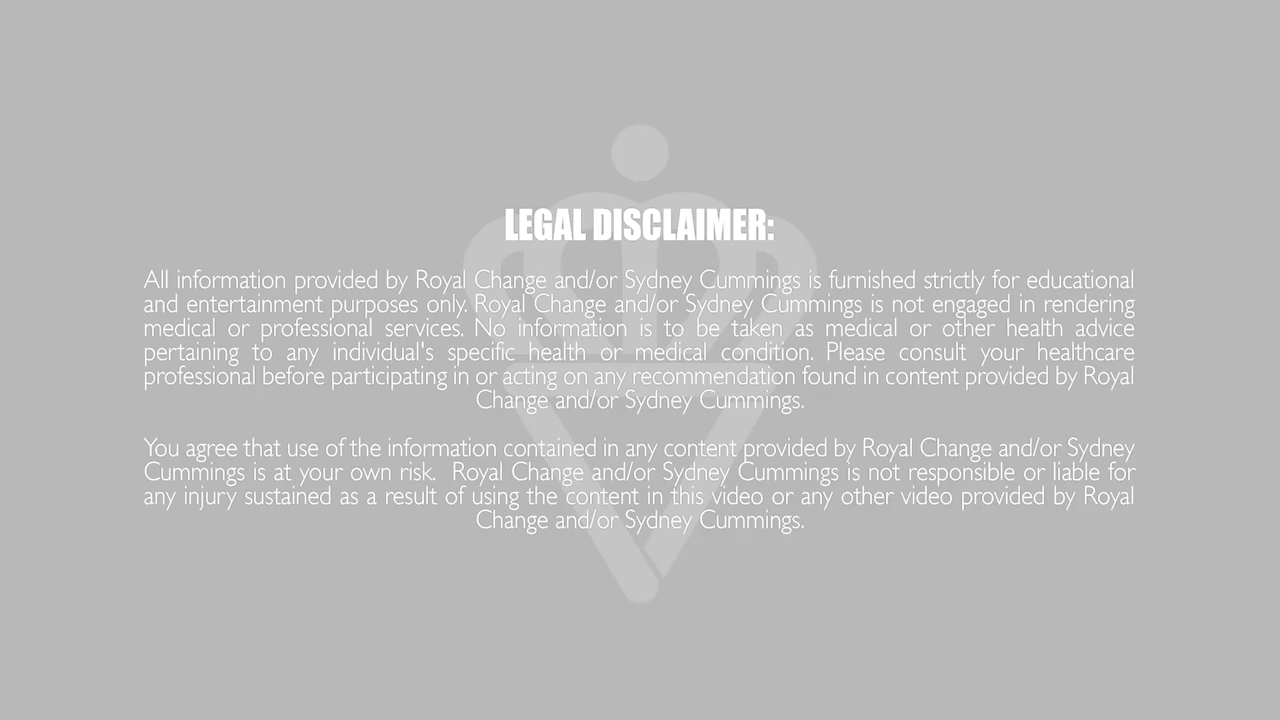 LEGAL DISCLAIMER:
All information provided by Royal Change and/or Sydney Cummings is furnished strictly for educational
and entertainment purposes only. Royal Change and/or Sydney Cummings is not engaged in rendering
medical or professional services. No information is to be taken as medical or other health advice
pertaining to any individual's specific health or medical condition. Please consult your healthcare
professional before participating in or acting on any recommendation found in content provided by Royal
Change and/or Sydney Cummings.
You agree that use of the information contained in any content provided by Royal Change and/or Sydney
Cummings is at your own risk.  Royal Change and/or Sydney Cummings is not responsible or liable for
any injury sustained as a result of using the content in this video or any other video provided by Royal
Change and/or Sydney Cummings.